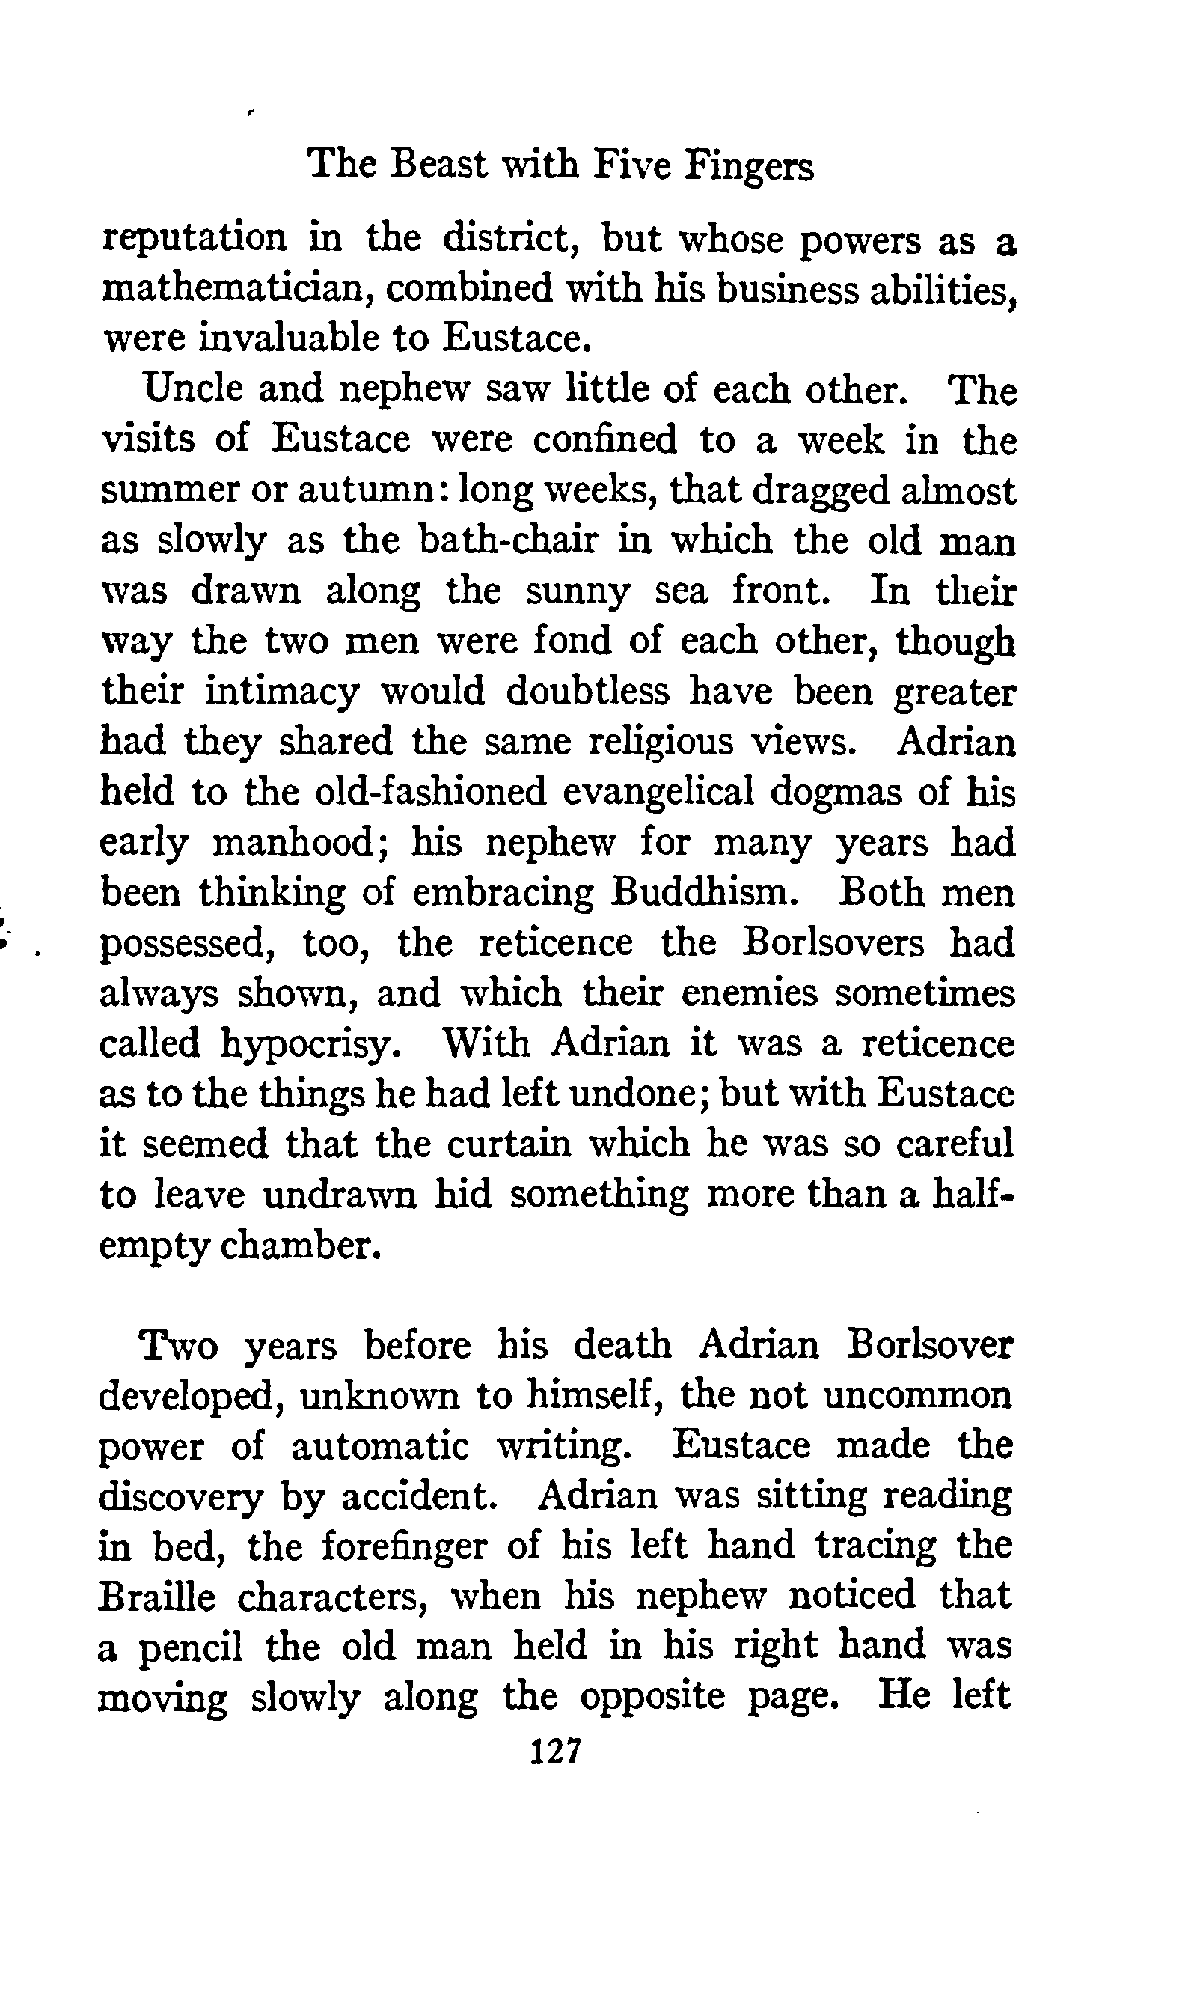 The Beast with Five Fingers
reputation in the district, but whose powers as a
mathematician, combined with his business abilities,
were invaluable to Eustace.
Uncle and nephew saw little of each other. The
visits of Eustace were confined to a week in the
summer or autumn: long weeks, that dragged almost
as slowly as the bath-chair in which the old man
was drawn along the sunny sea front. In their
way the two men were fond of each other, though
their intimacy would doubtless have been greater
had they shared the same religious views. Adrian
held to the old-fashioned evangelical dogmas of his
early manhood; his nephew for many years had
been thinking of embracing Buddhism. Both men
possessed, too, the reticence the Borlsovers had
always shown, and which their enemies sometimes
called hypocrisy. With Adrian it was a reticence
as to the things he had left undone; but with Eustace
it seemed that the curtain which he was so careful
to leave undrawn hid something more than a half-
empty chamber.
Two years before his death Adrian Borlsover
developed, unknown to himself, the not uncommon
power of automatic writing. Eustace made the
discovery by accident. Adrian was sitting reading
in bed, the forefinger of his left hand tracing the
Braille characters, when his nephew noticed that
a pencil the old man held in his right hand was
moving slowly along the opposite page. He left
127